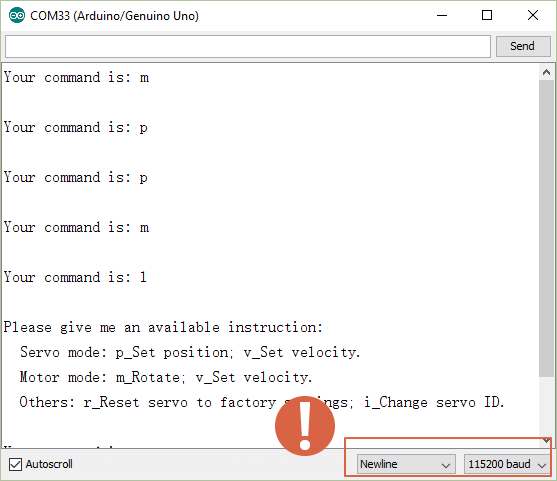 COM33 (Arduino/Genuino Uno)
Send
Your command is: m
Your command is: p
Your command is: p
Your command is: m
Your command is: l
Please give me an available instruction:
Servo mode: p_Set position; v_Set velocity.
Motor mode: m_Rotate; v_Set velocity.
Others: r_Reset servo to factory ings; i_Change servo ID.
Autoscroll
Newline
115200 baud